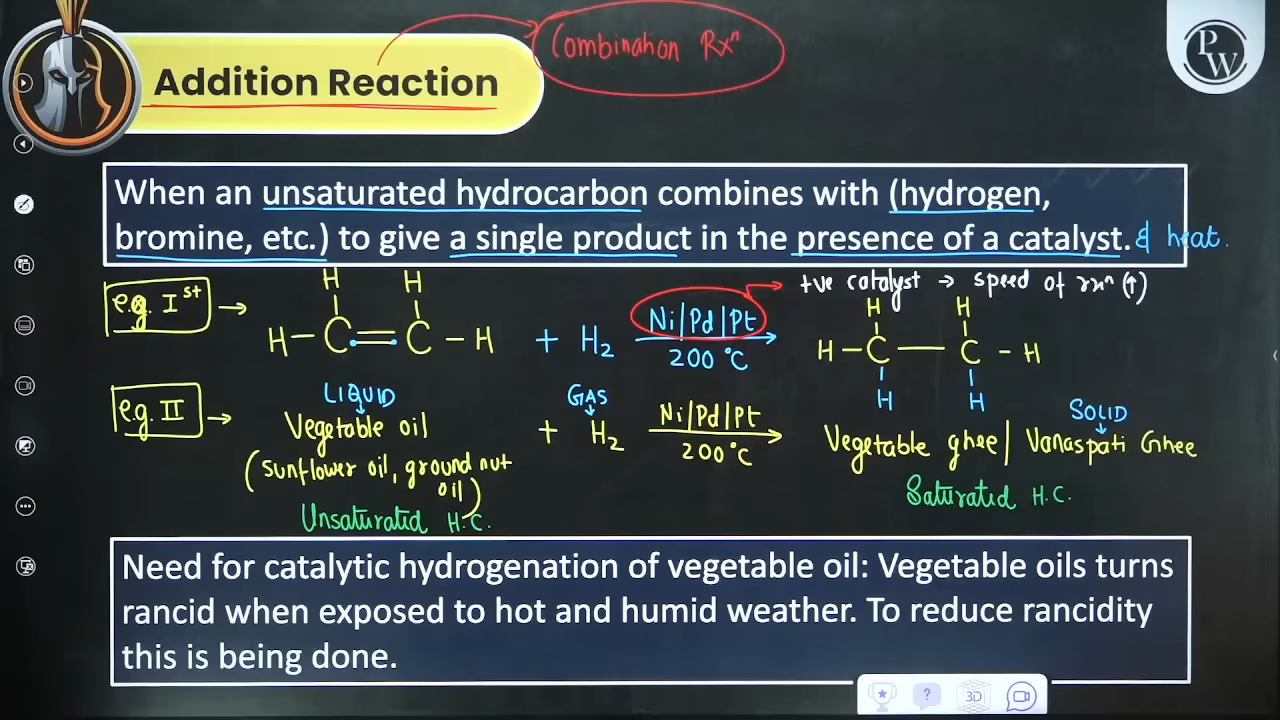 Combination Rxⁿ
Addition Reaction
PW
When an unsaturated hydrocarbon combines with (hydrogen,
bromine, etc.) to give a single product in the presence of a catalyst. & heat.
e.g. Iˢᵗ →
+ve catalyst → speed of rxⁿ (↑)
H H
H H
H–C=C–H + H₂ Ni/Pd/Pt H–C–C–H
200 °C
H H
e.g. II →
LIQUID GAS SOLID
Vegetable oil + H₂ Ni/Pd/Pt Vegetable ghee/ Vanaspati Ghee
200°C
(sunflower oil, ground nut
oil)
Unsaturated H.C. Saturated H.C.
Need for catalytic hydrogenation of vegetable oil: Vegetable oils turns
rancid when exposed to hot and humid weather. To reduce rancidity
this is being done.
? 3D